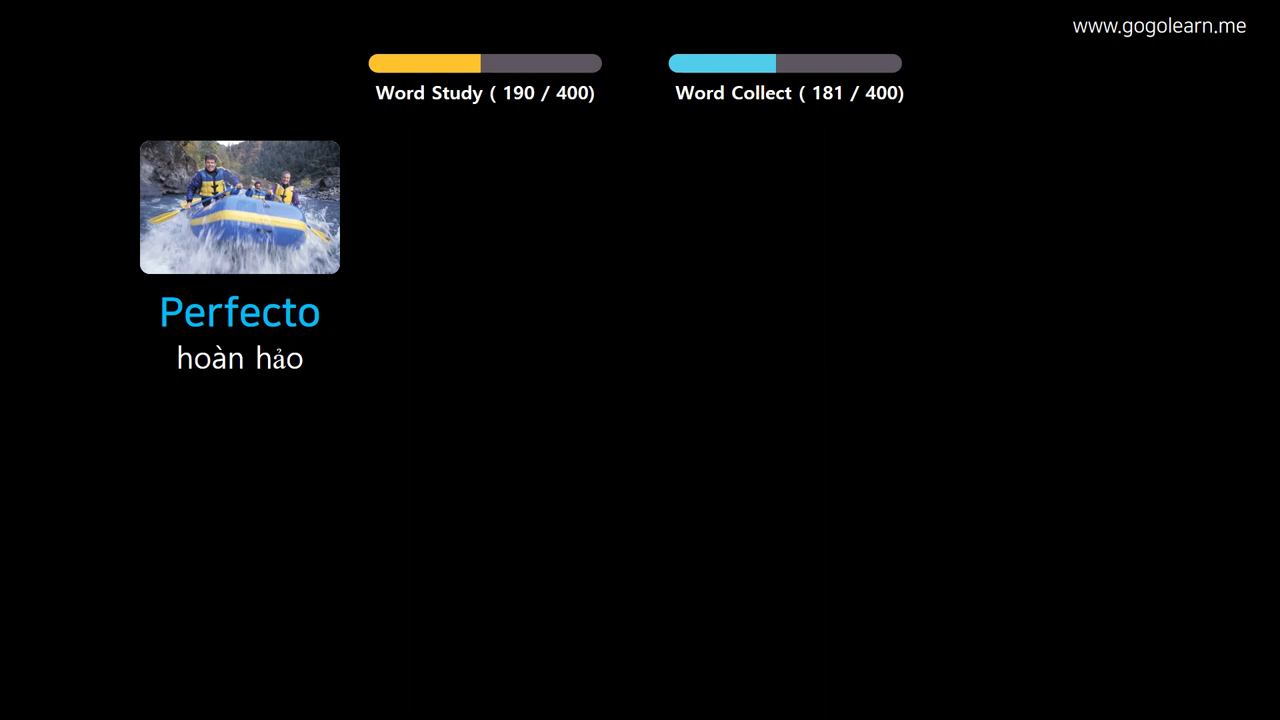 www.gogolearn.me
Word Study ( 190 / 400)
Word Collect ( 181 / 400)
Perfecto
hoàn hảo